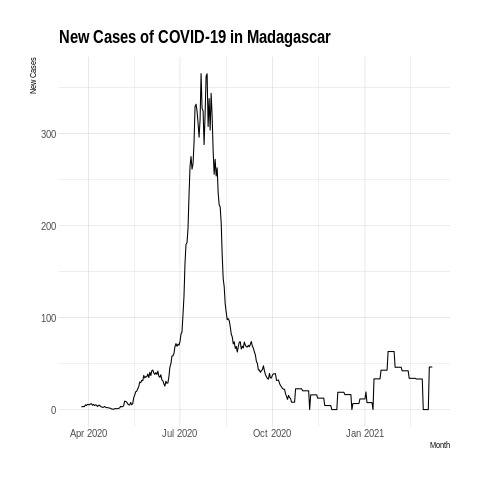 New Cases of COVID-19 in Madagascar
New Cases
300
200
100
0
Apr 2020 Jul 2020 Oct 2020 Jan 2021
Month